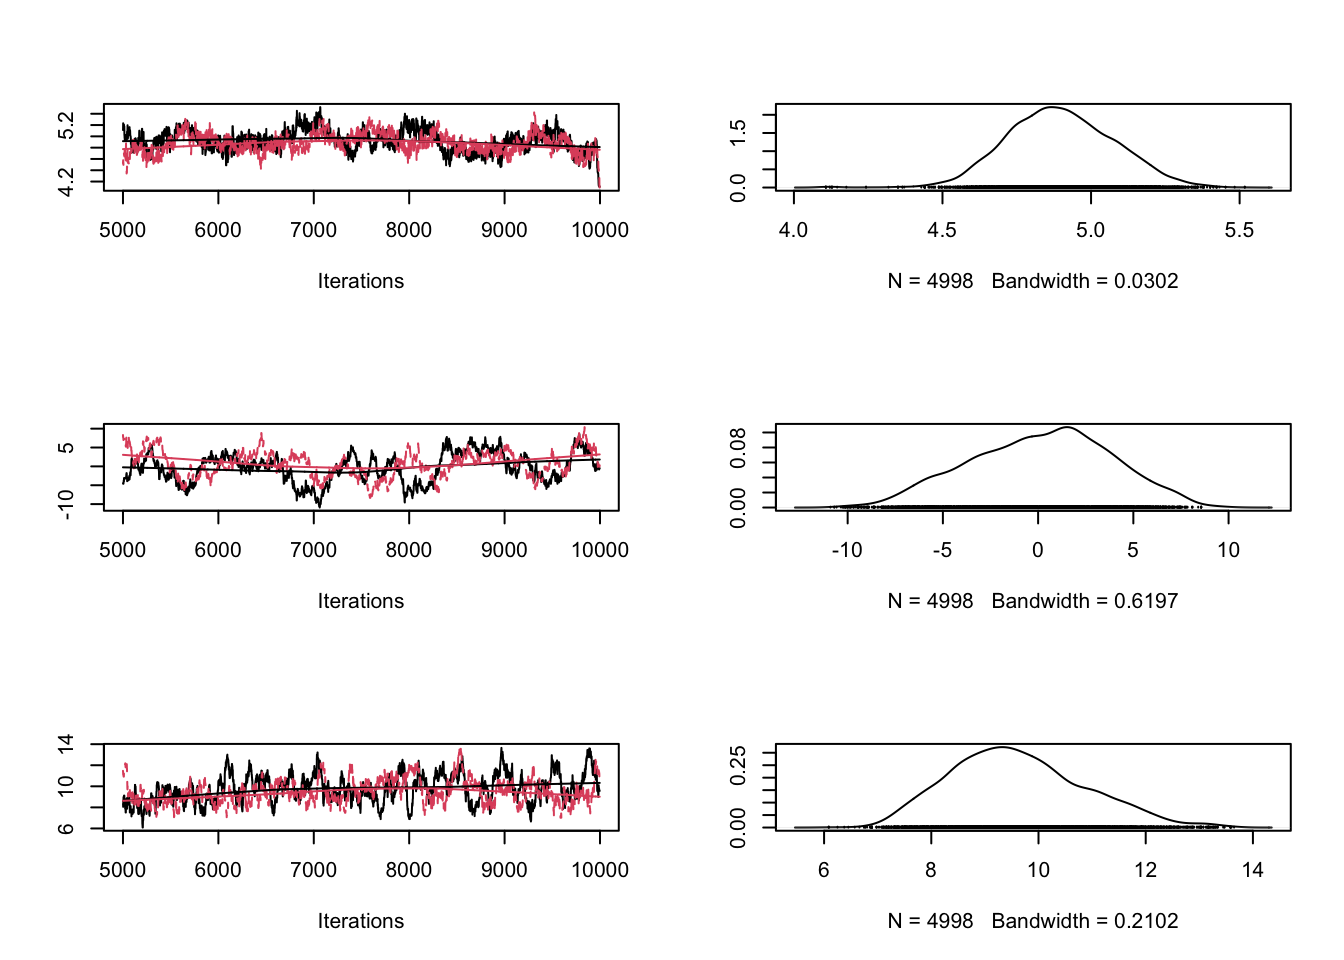 5.2
4.2
5000 6000 7000 8000 9000 10000
Iterations
1.5
0.0
4.0 4.5 5.0 5.5
N = 4998 Bandwidth = 0.0302
5
-10
5000 6000 7000 8000 9000 10000
Iterations
0.08
0.00
-10 -5 0 5 10
N = 4998 Bandwidth = 0.6197
14
10
6
5000 6000 7000 8000 9000 10000
Iterations
0.25
0.00
6 8 10 12 14
N = 4998 Bandwidth = 0.2102